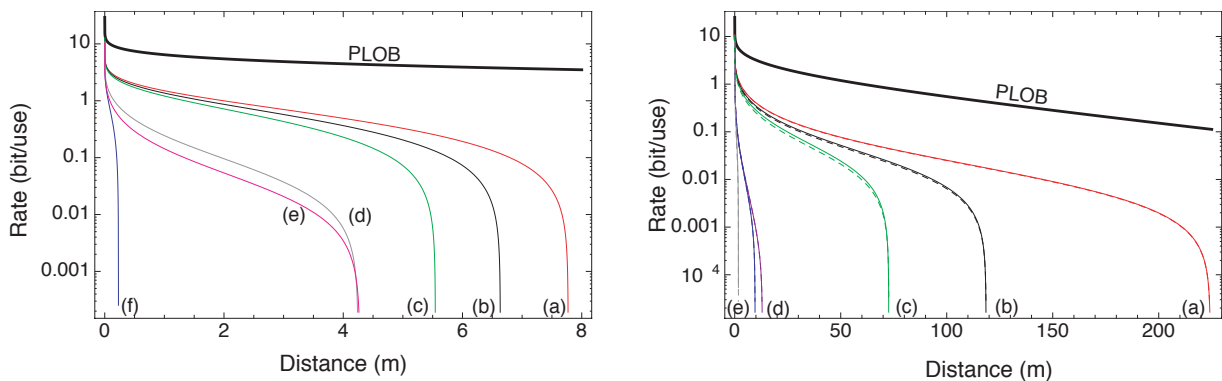 10
1
0.1
0.01
0.001
Rate (bit/use)
PLOB
(e)
(d)
(f)
(c)
(b)
(a)
0
2
4
6
8
Distance (m)
10
1
0.1
0.01
0.001
10 4
Rate (bit/use)
PLOB
(e)
(d)
(c)
(b)
(a)
0
50
100
150
200
Distance (m)